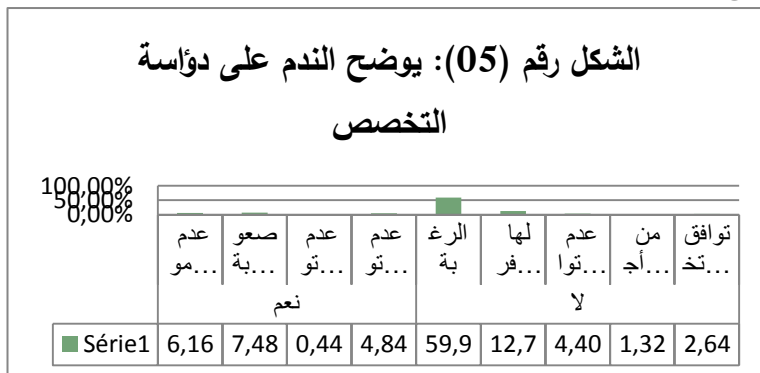 الشكل رقم (05): يوضح الندم على دؤاسة
التخصص
100,00%
50,00%
0,00%
عدم ...مو
صعو ...بة
عدم ...تو
عدم ...تو
الرغ بة
لها ...فر
عدم ...توا
من ...أج
توافق ...تخ
نعم
لا
Série1 6,16 7,48 0,44 4,84 59,9 12,7 4,40 1,32 2,64